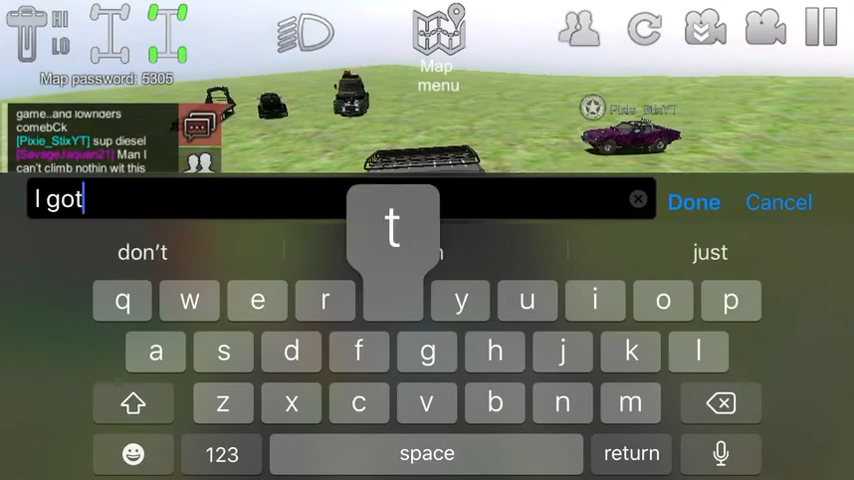 HI
LO
Map password: 5305
Map
menu
game..and lowriders
combeCk
[Pixie_StixYT] sup diesel
[SavageJaquan21] Man I
can't climb nothin wit this
Pixie_StixYT
I got
Done
Cancel
t
don't
just
q w e r y u i o p
a s d f g h j k l
z x c v b n m
123
space
return